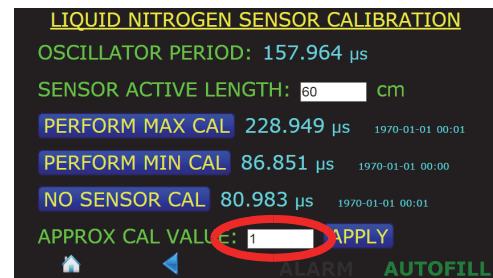 LIQUID NITROGEN SENSOR CALIBRATION
OSCILLATOR PERIOD: 157.964 µs
SENSOR ACTIVE LENGTH: 60 cm
PERFORM MAX CAL 228.949 µs 1970-01-01 00:01
PERFORM MIN CAL 86.851 µs 1970-01-01 00:00
NO SENSOR CAL 80.983 µs 1970-01-01 00:01
APPROX CAL VALUE: 1 APPLY
ALARM AUTOFILL